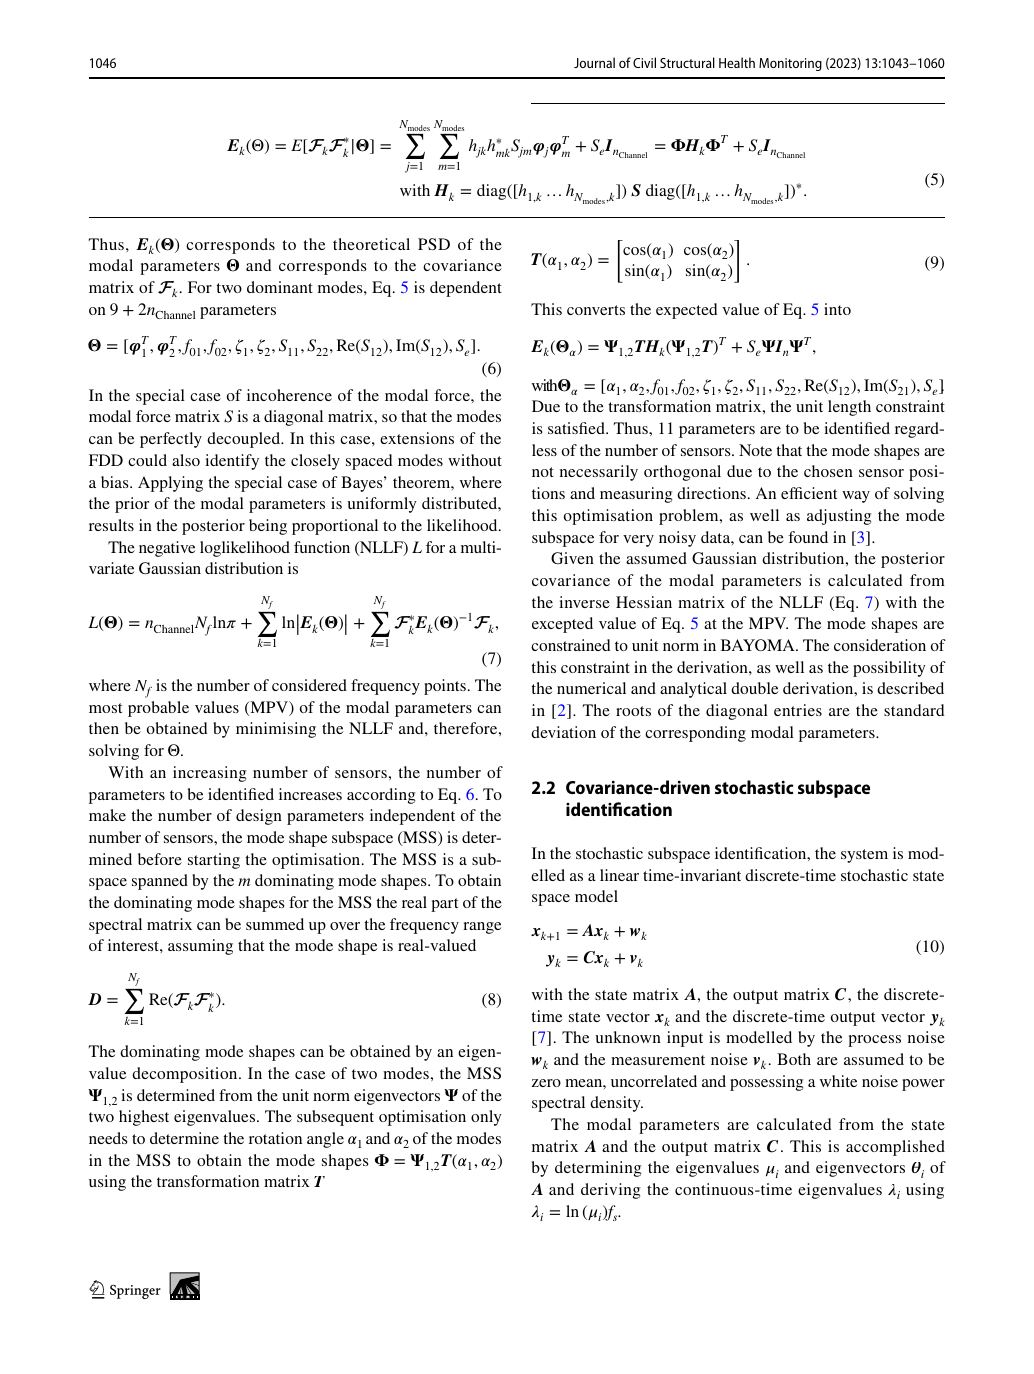 1046
Journal of Civil Structural Health Monitoring (2023) 13:1043–1060
E_k(Θ) = E[ℱ_kℱ_k^*|Θ] = ∑_{j=1}^{N_modes} ∑_{m=1}^{N_modes} h_{jk}h_{mk}^*S_{jm}φ_jφ_m^T + S_eI_{n_Channel} = ΦH_kΦ^T + S_eI_{n_Channel}
with H_k = diag([h_{1,k} … h_{N_modes,k}]) S diag([h_{1,k} … h_{N_modes,k}])^*.
(5)
Thus, E_k(Θ) corresponds to the theoretical PSD of the
modal parameters Θ and corresponds to the covariance
matrix of ℱ_k. For two dominant modes, Eq. 5 is dependent
on 9 + 2n_Channel parameters
Θ = [φ_1^T, φ_2^T, f_01, f_02, ζ_1, ζ_2, S_11, S_22, Re(S_12), Im(S_12), S_e].
(6)
In the special case of incoherence of the modal force, the
modal force matrix S is a diagonal matrix, so that the modes
can be perfectly decoupled. In this case, extensions of the
FDD could also identify the closely spaced modes without
a bias. Applying the special case of Bayes’ theorem, where
the prior of the modal parameters is uniformly distributed,
results in the posterior being proportional to the likelihood.
The negative loglikelihood function (NLLF) L for a multi-
variate Gaussian distribution is
L(Θ) = n_Channel N_f lnπ + ∑_{k=1}^{N_f} ln|E_k(Θ)| + ∑_{k=1}^{N_f} ℱ_k^*E_k(Θ)^{−1}ℱ_k,
(7)
where N_f is the number of considered frequency points. The
most probable values (MPV) of the modal parameters can
then be obtained by minimising the NLLF and, therefore,
solving for Θ.
With an increasing number of sensors, the number of
parameters to be identified increases according to Eq. 6. To
make the number of design parameters independent of the
number of sensors, the mode shape subspace (MSS) is deter-
mined before starting the optimisation. The MSS is a sub-
space spanned by the m dominating mode shapes. To obtain
the dominating mode shapes for the MSS the real part of the
spectral matrix can be summed up over the frequency range
of interest, assuming that the mode shape is real-valued
D = ∑_{k=1}^{N_f} Re(ℱ_kℱ_k^*).
(8)
The dominating mode shapes can be obtained by an eigen-
value decomposition. In the case of two modes, the MSS
Ψ_{1,2} is determined from the unit norm eigenvectors Ψ of the
two highest eigenvalues. The subsequent optimisation only
needs to determine the rotation angle α_1 and α_2 of the modes
in the MSS to obtain the mode shapes Φ = Ψ_{1,2}T(α_1, α_2)
using the transformation matrix T
T(α_1, α_2) = [cos(α_1) cos(α_2)
sin(α_1) sin(α_2)] .
(9)
This converts the expected value of Eq. 5 into
E_k(Θ_α) = Ψ_{1,2}TH_k(Ψ_{1,2}T)^T + S_eΨI_nΨ^T,
withΘ_α = [α_1, α_2, f_01, f_02, ζ_1, ζ_2, S_11, S_22, Re(S_12), Im(S_21), S_e]
Due to the transformation matrix, the unit length constraint
is satisfied. Thus, 11 parameters are to be identified regard-
less of the number of sensors. Note that the mode shapes are
not necessarily orthogonal due to the chosen sensor posi-
tions and measuring directions. An efficient way of solving
this optimisation problem, as well as adjusting the mode
subspace for very noisy data, can be found in [3].
Given the assumed Gaussian distribution, the posterior
covariance of the modal parameters is calculated from
the inverse Hessian matrix of the NLLF (Eq. 7) with the
excepted value of Eq. 5 at the MPV. The mode shapes are
constrained to unit norm in BAYOMA. The consideration of
this constraint in the derivation, as well as the possibility of
the numerical and analytical double derivation, is described
in [2]. The roots of the diagonal entries are the standard
deviation of the corresponding modal parameters.
2.2 Covariance-driven stochastic subspace
identification
In the stochastic subspace identification, the system is mod-
elled as a linear time-invariant discrete-time stochastic state
space model
x_{k+1} = Ax_k + w_k
y_k = Cx_k + v_k
(10)
with the state matrix A, the output matrix C, the discrete-
time state vector x_k and the discrete-time output vector y_k
[7]. The unknown input is modelled by the process noise
w_k and the measurement noise v_k. Both are assumed to be
zero mean, uncorrelated and possessing a white noise power
spectral density.
The modal parameters are calculated from the state
matrix A and the output matrix C. This is accomplished
by determining the eigenvalues μ_i and eigenvectors θ_i of
A and deriving the continuous-time eigenvalues λ_i using
λ_i = ln (μ_i)f_s.
Springer